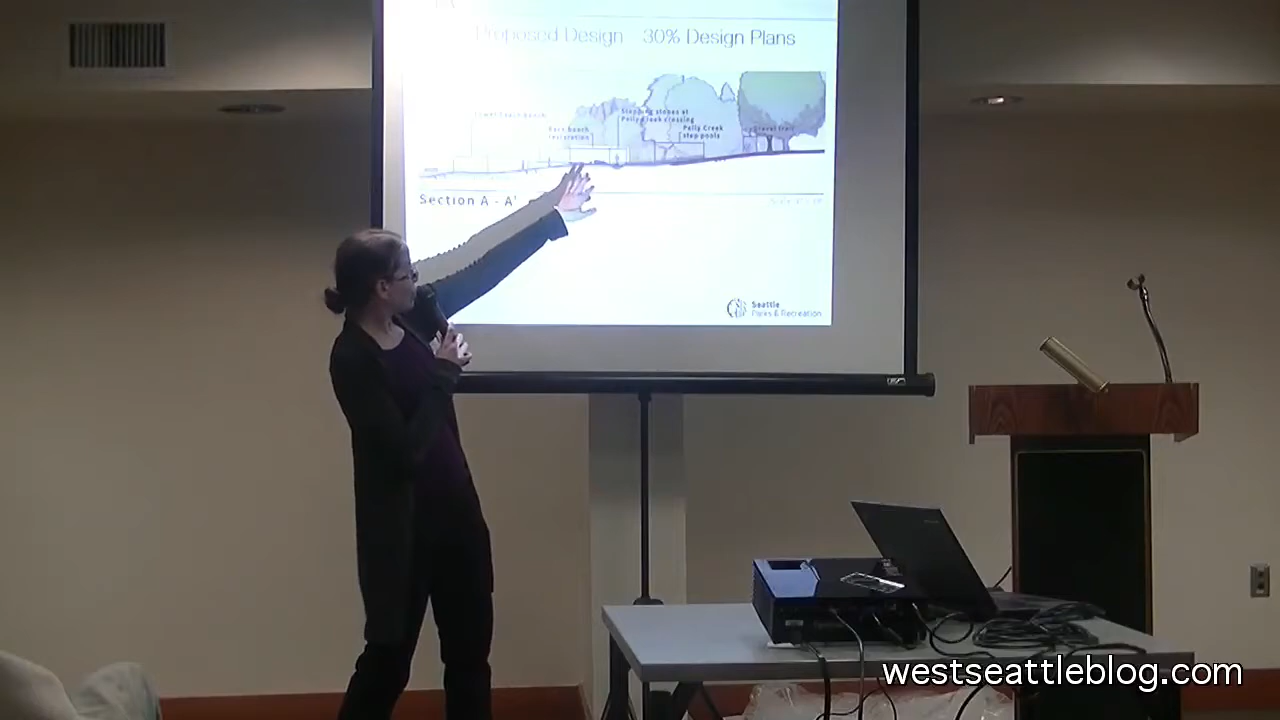 Proposed Design 30% Design Plans
Stepping stones at
Pelly Creek crossing
Back beach
restoration
Pelly Creek
step pools
Gravel trail
Section A - A'
Seattle
Parks & Recreation
westseattleblog.com